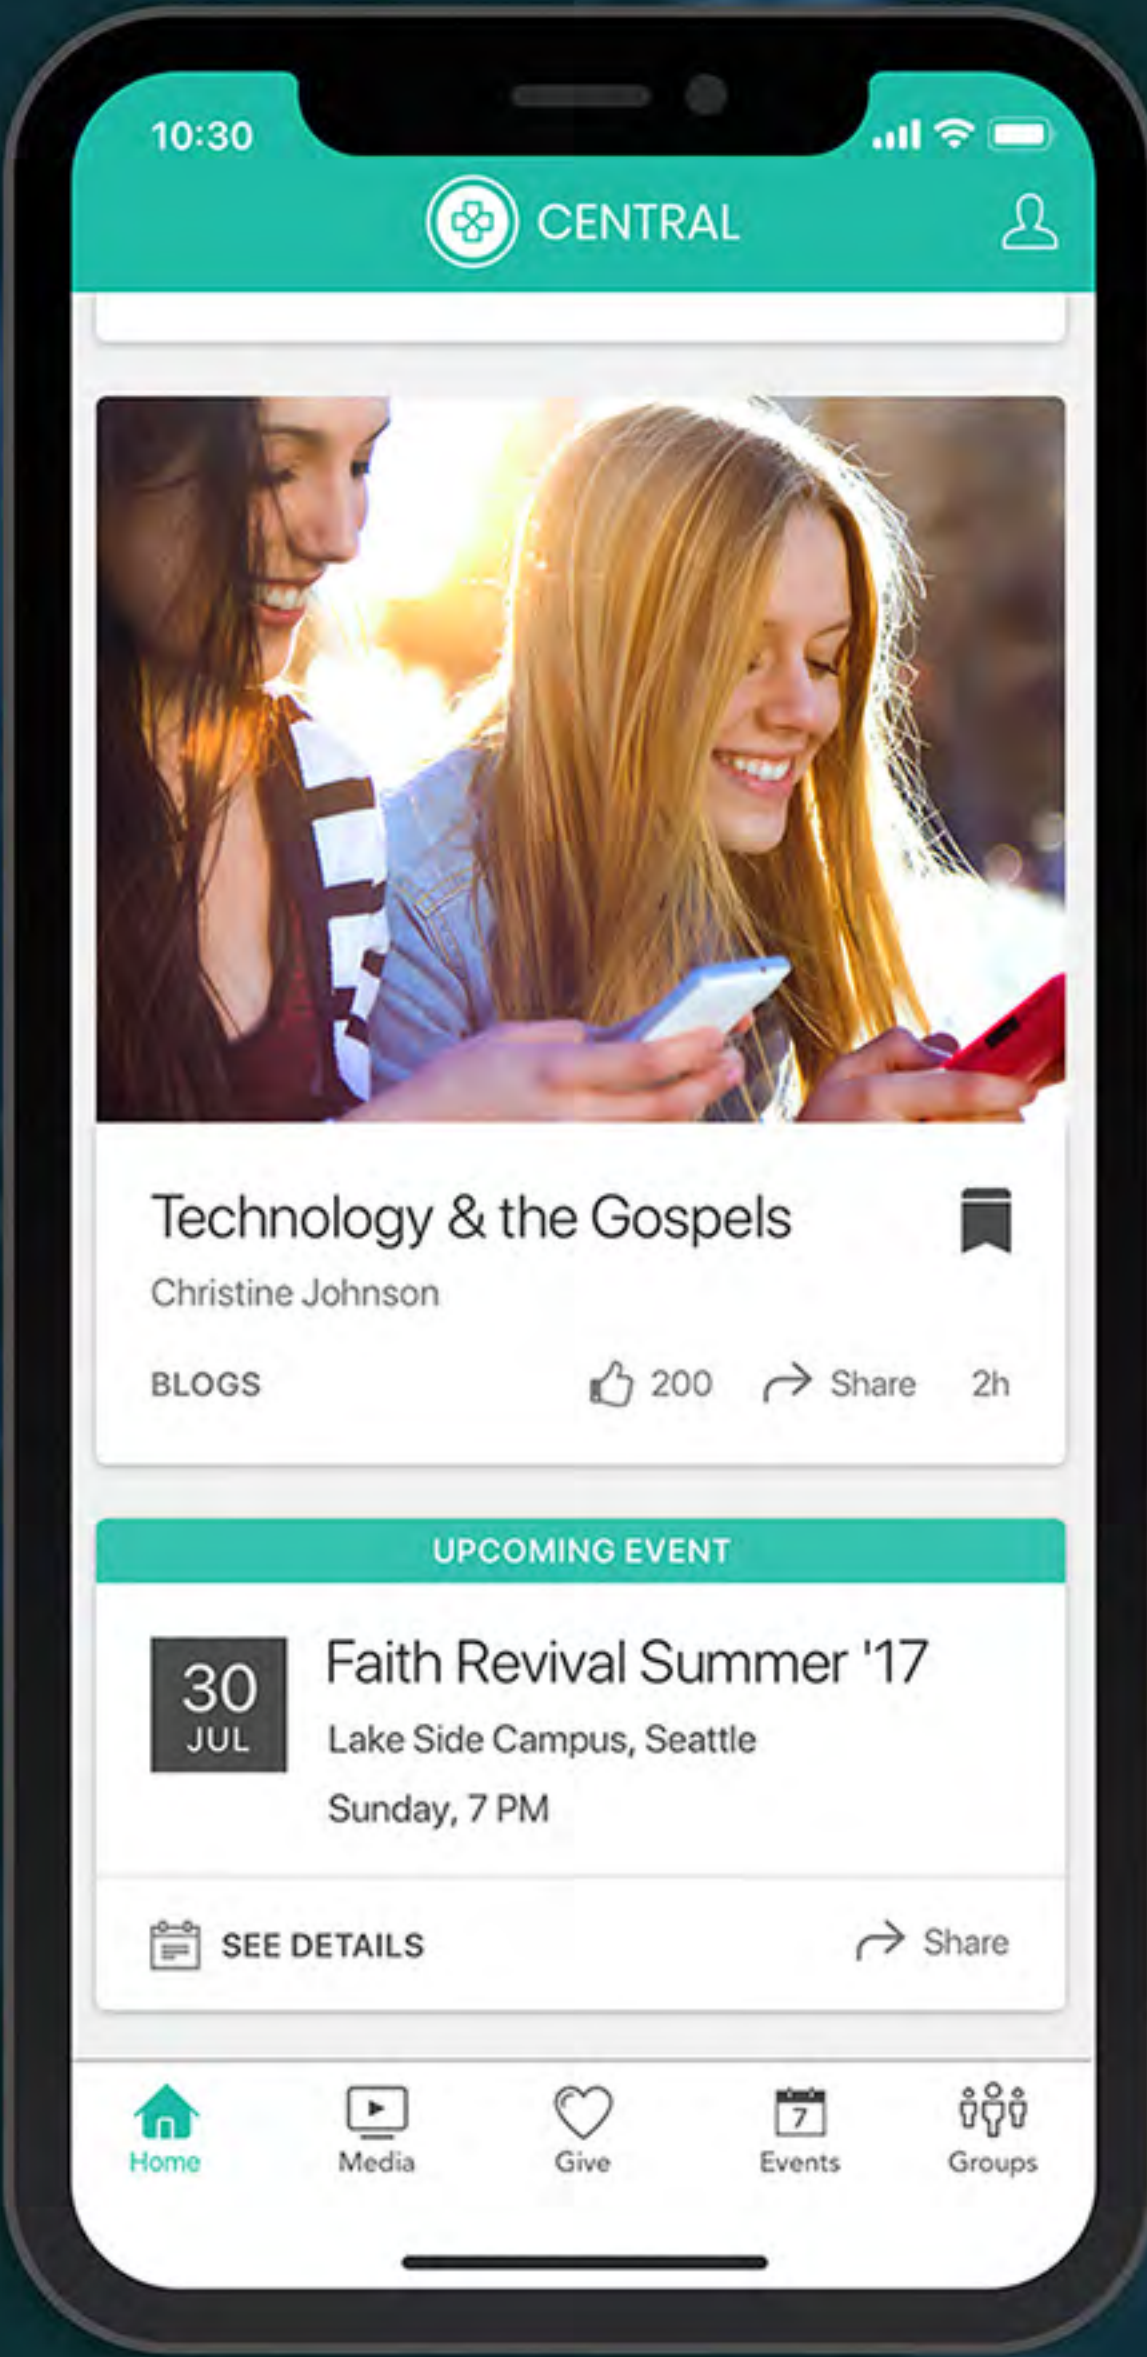 10:30
CENTRAL
Technology & the Gospels
Christine Johnson
BLOGS 200 Share 2h
UPCOMING EVENT
30
JUL
Faith Revival Summer '17
Lake Side Campus, Seattle
Sunday, 7 PM
SEE DETAILS Share
7
Home Media Give Events Groups